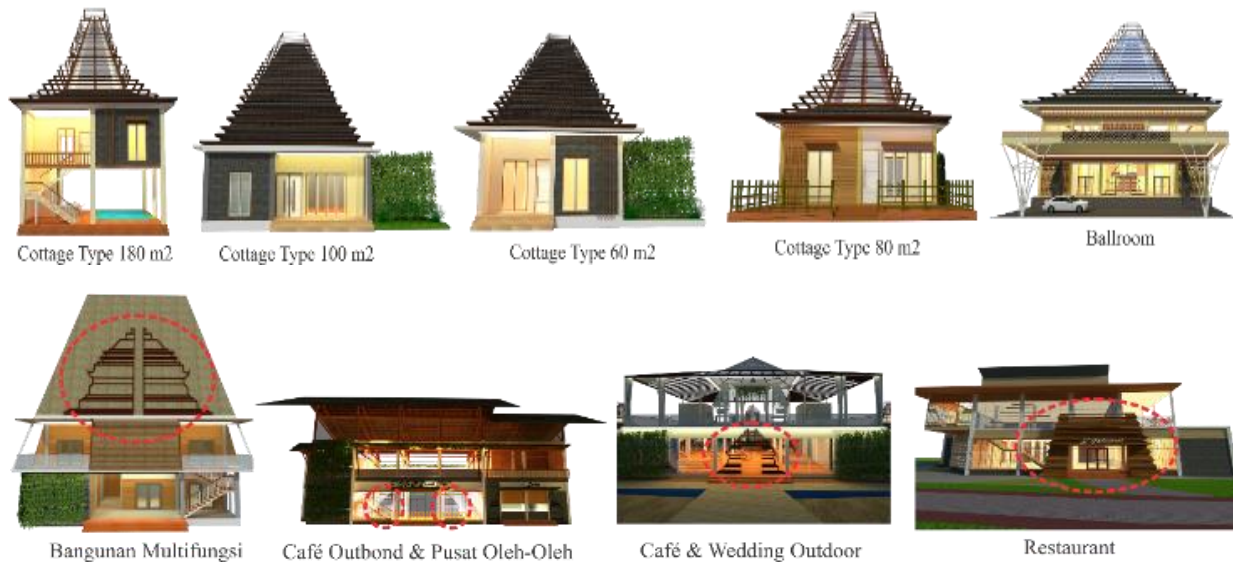 Cottage Type 180 m2
Cottage Type 100 m2
Cottage Type 60 m2
Cottage Type 80 m2
Ballroom
Bangunan Multifungsi
Café Outbond & Pusat Oleh-Oleh
Café & Wedding Outdoor
Restaurant